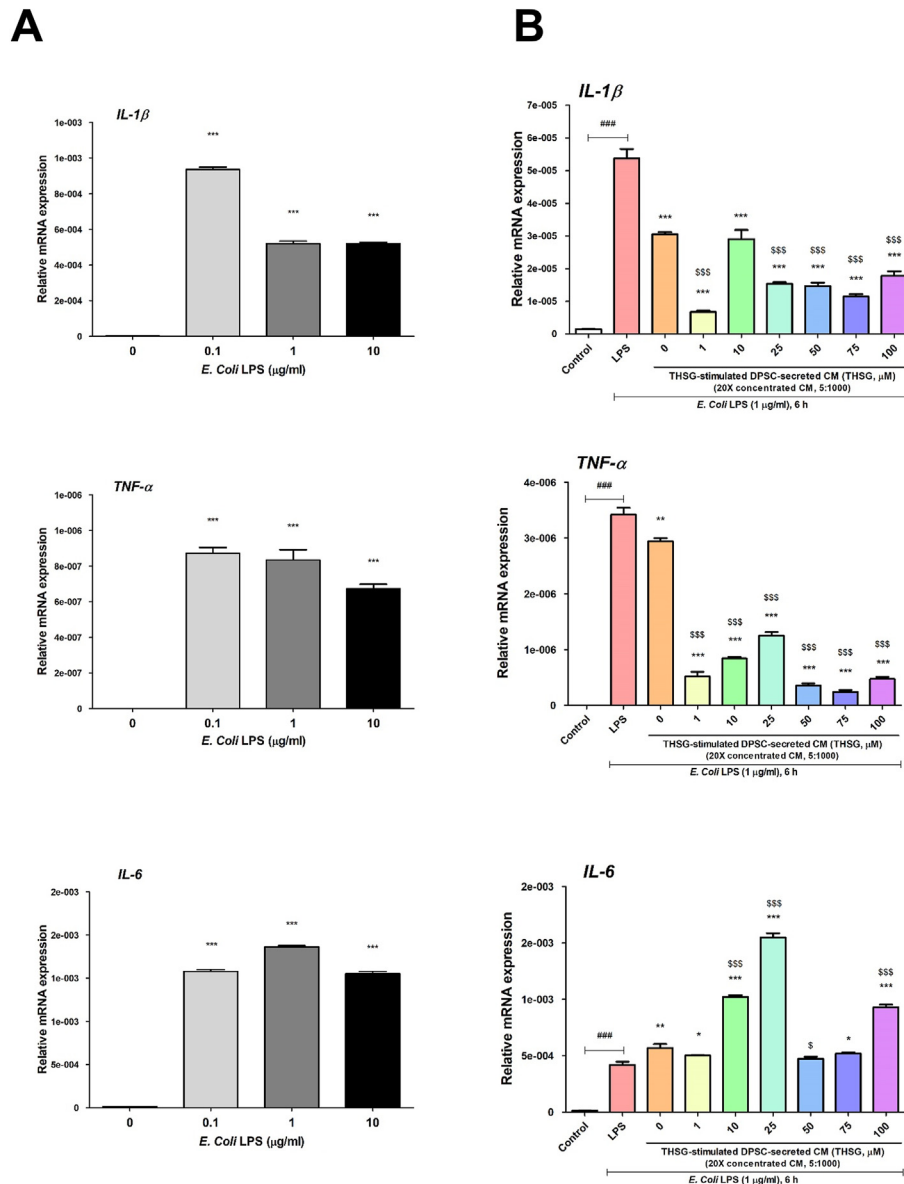 A
IL-1β
1e-003
***
1e-003
8e-004
***
***
6e-004
4e-004
2e-004
0
Relative mRNA expression
0 0.1 1 10
E. Coli LPS (μg/ml)
TNF-α
1e-006
***
***
1e-006
***
8e-007
6e-007
4e-007
2e-007
0
Relative mRNA expression
0 0.1 1 10
E. Coli LPS (μg/ml)
IL-6
2e-003
***
***
***
2e-003
1e-003
1e-003
5e-004
0
Relative mRNA expression
0 0.1 1 10
E. Coli LPS (μg/ml)
B
IL-1β
7e-005
###
6e-005
5e-005
4e-005
*** *** $$$
$$$ $$$ $$$ ***
3e-005
$$$ *** *** $$$
*** ***
2e-005
1e-005
0
Relative mRNA expression
Control LPS 0 1 10 25 50 75 100
THSG-stimulated DPSC-secreted CM (THSG, μM)
(20X concentrated CM, 5:1000)
E. Coli LPS (1 μg/ml), 6 h
TNF-α
4e-006
###
**
3e-006
2e-006
$$$
$$$ $$$ ***
*** $$$ $$$ $$$
*** *** *** ***
1e-006
0
Relative mRNA expression
Control LPS 0 1 10 25 50 75 100
THSG-stimulated DPSC-secreted CM (THSG, μM)
(20X concentrated CM, 5:1000)
E. Coli LPS (1 μg/ml), 6 h
IL-6
2e-003
$$$
***
2e-003
$$$
***
$$$
***
1e-003
###
** * $ *
5e-004
0
Relative mRNA expression
Control LPS 0 1 10 25 50 75 100
THSG-stimulated DPSC-secreted CM (THSG, μM)
(20X concentrated CM, 5:1000)
E. Coli LPS (1 μg/ml), 6 h